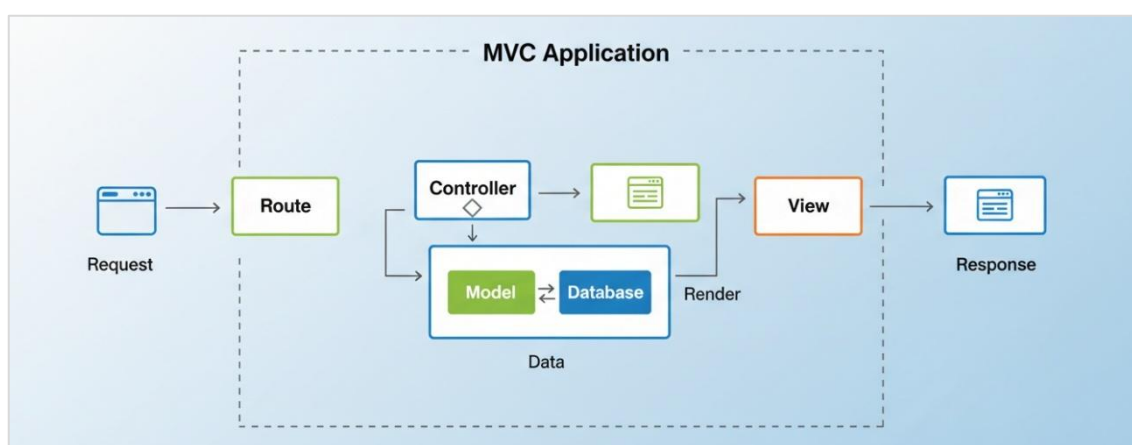 MVC Application
Request
Route
Controller
Model
Database
Data
Render
View
Response